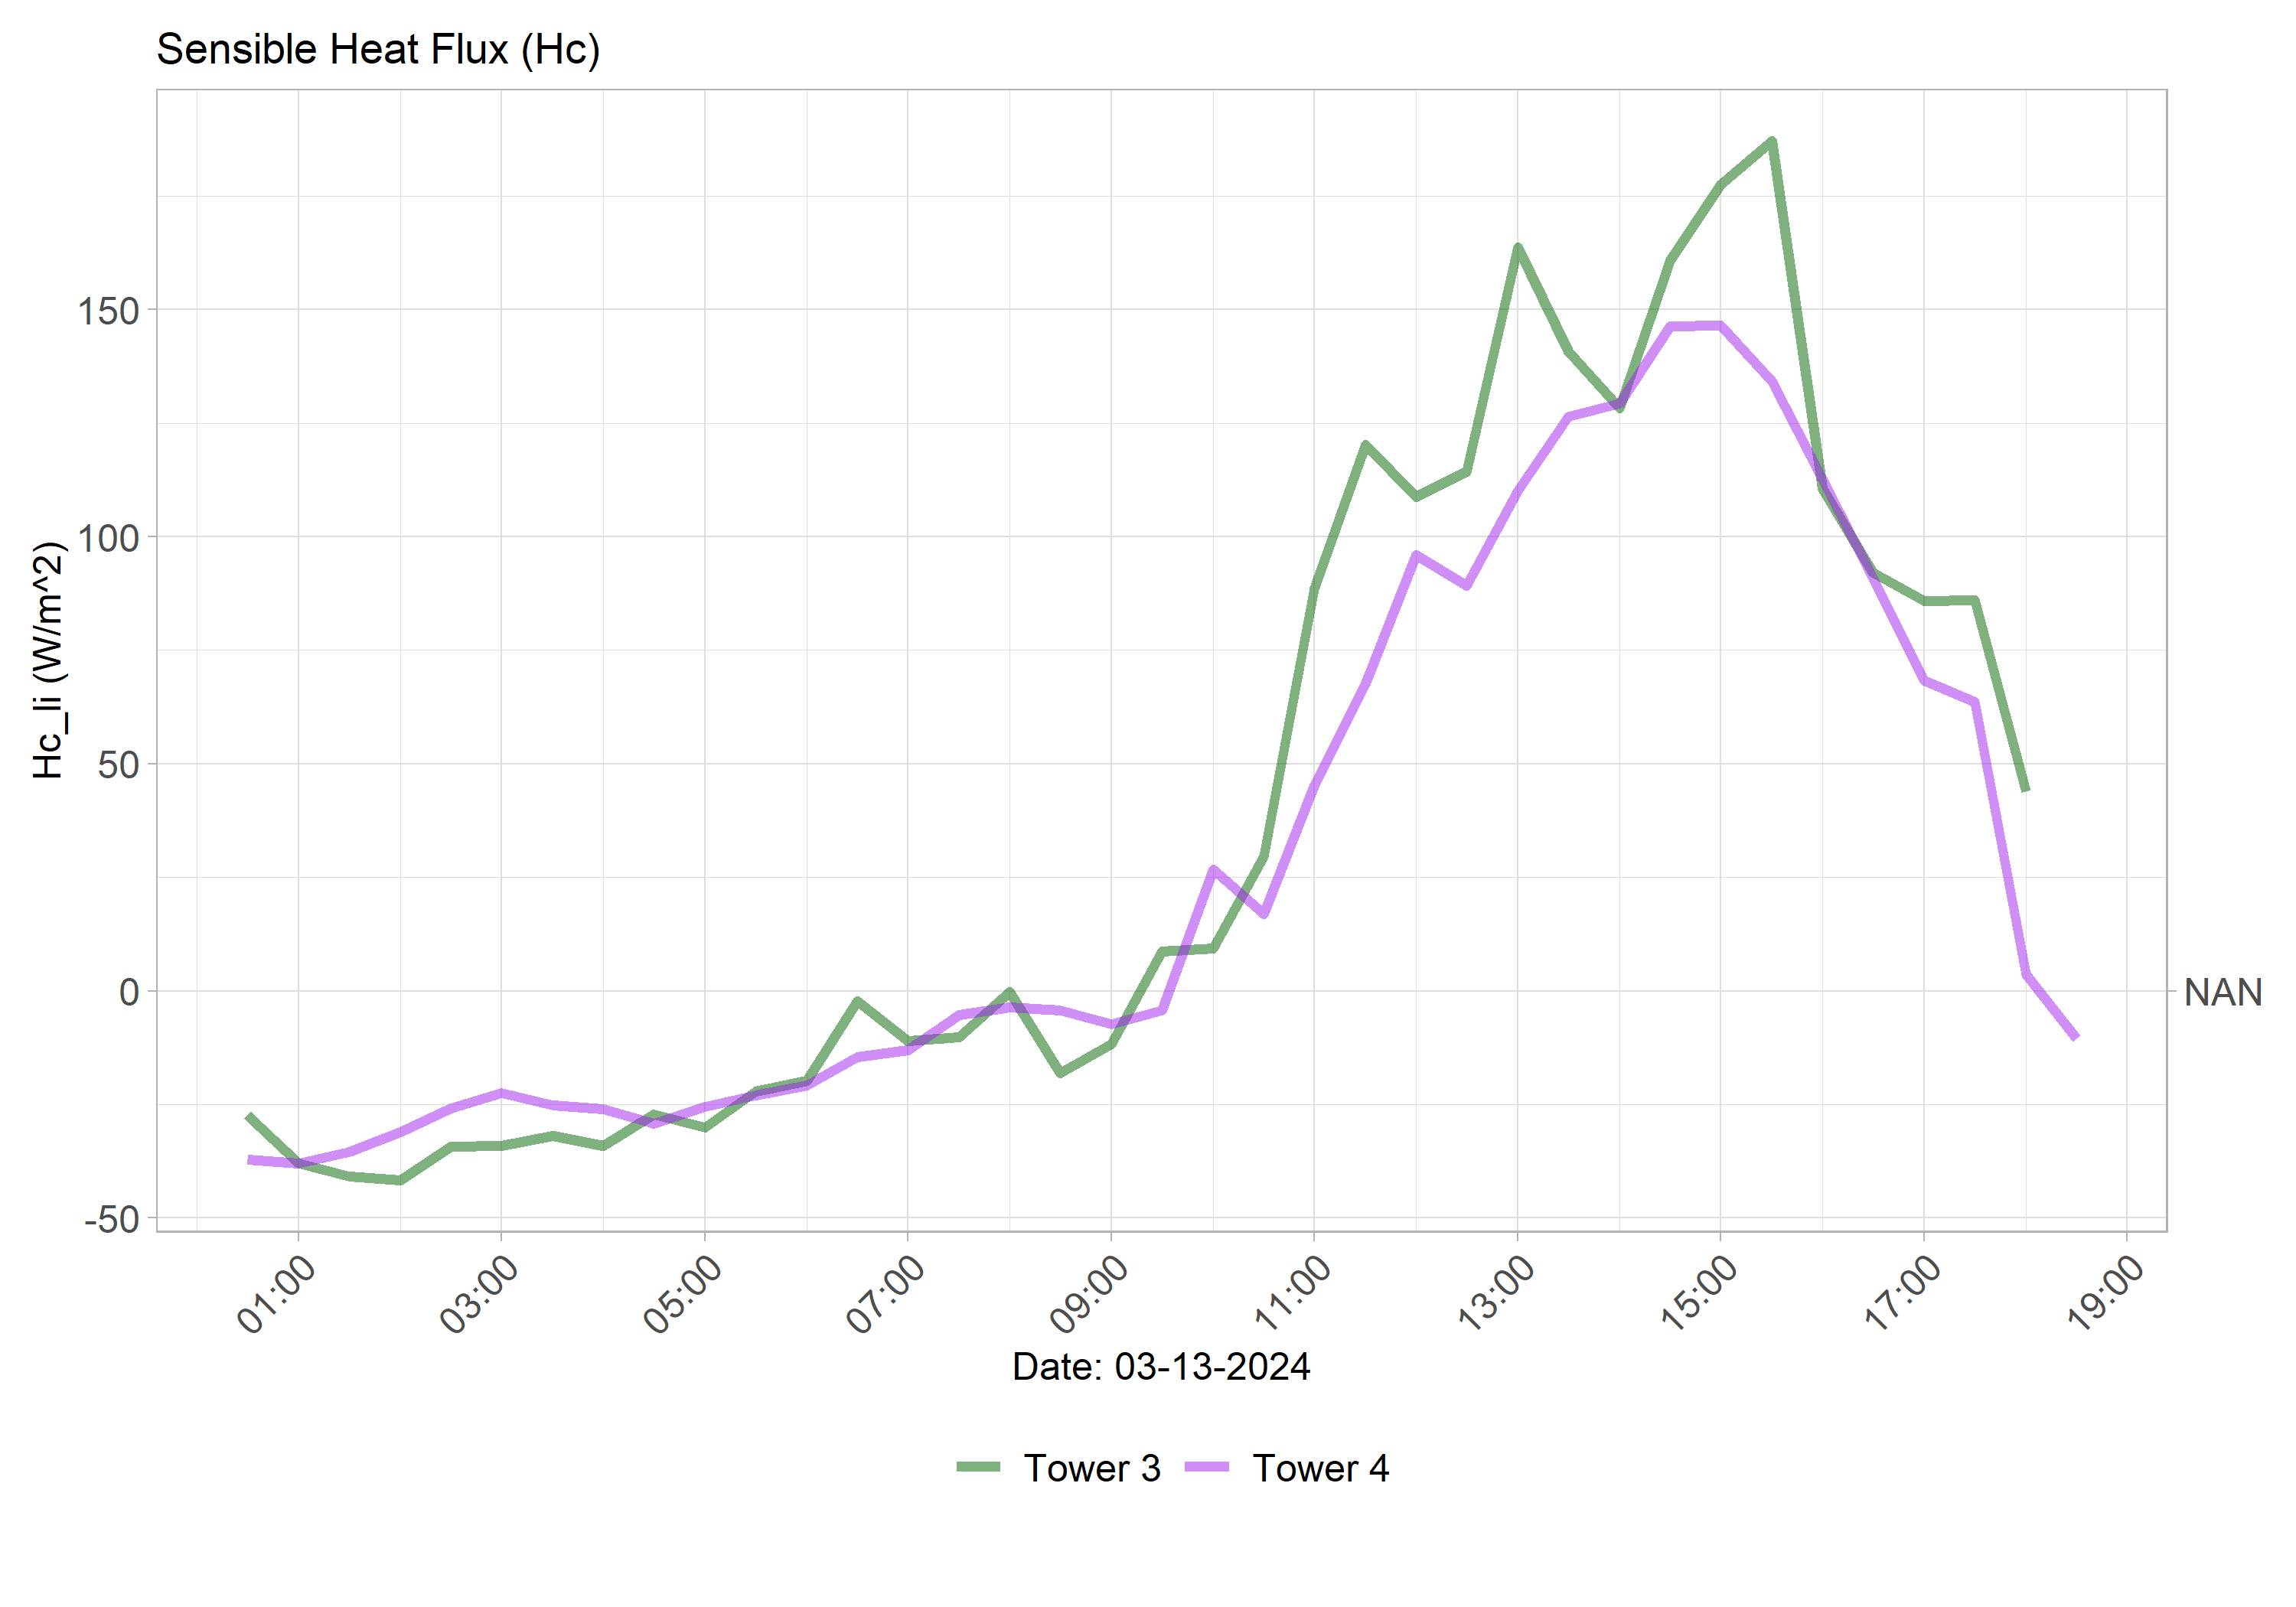 Sensible Heat Flux (Hc)
Hc_li (W/m^2)
150
100
50
0
-50
NAN
01:00 03:00 05:00 07:00 09:00 11:00 13:00 15:00 17:00 19:00
Date: 03-13-2024
Tower 3 Tower 4